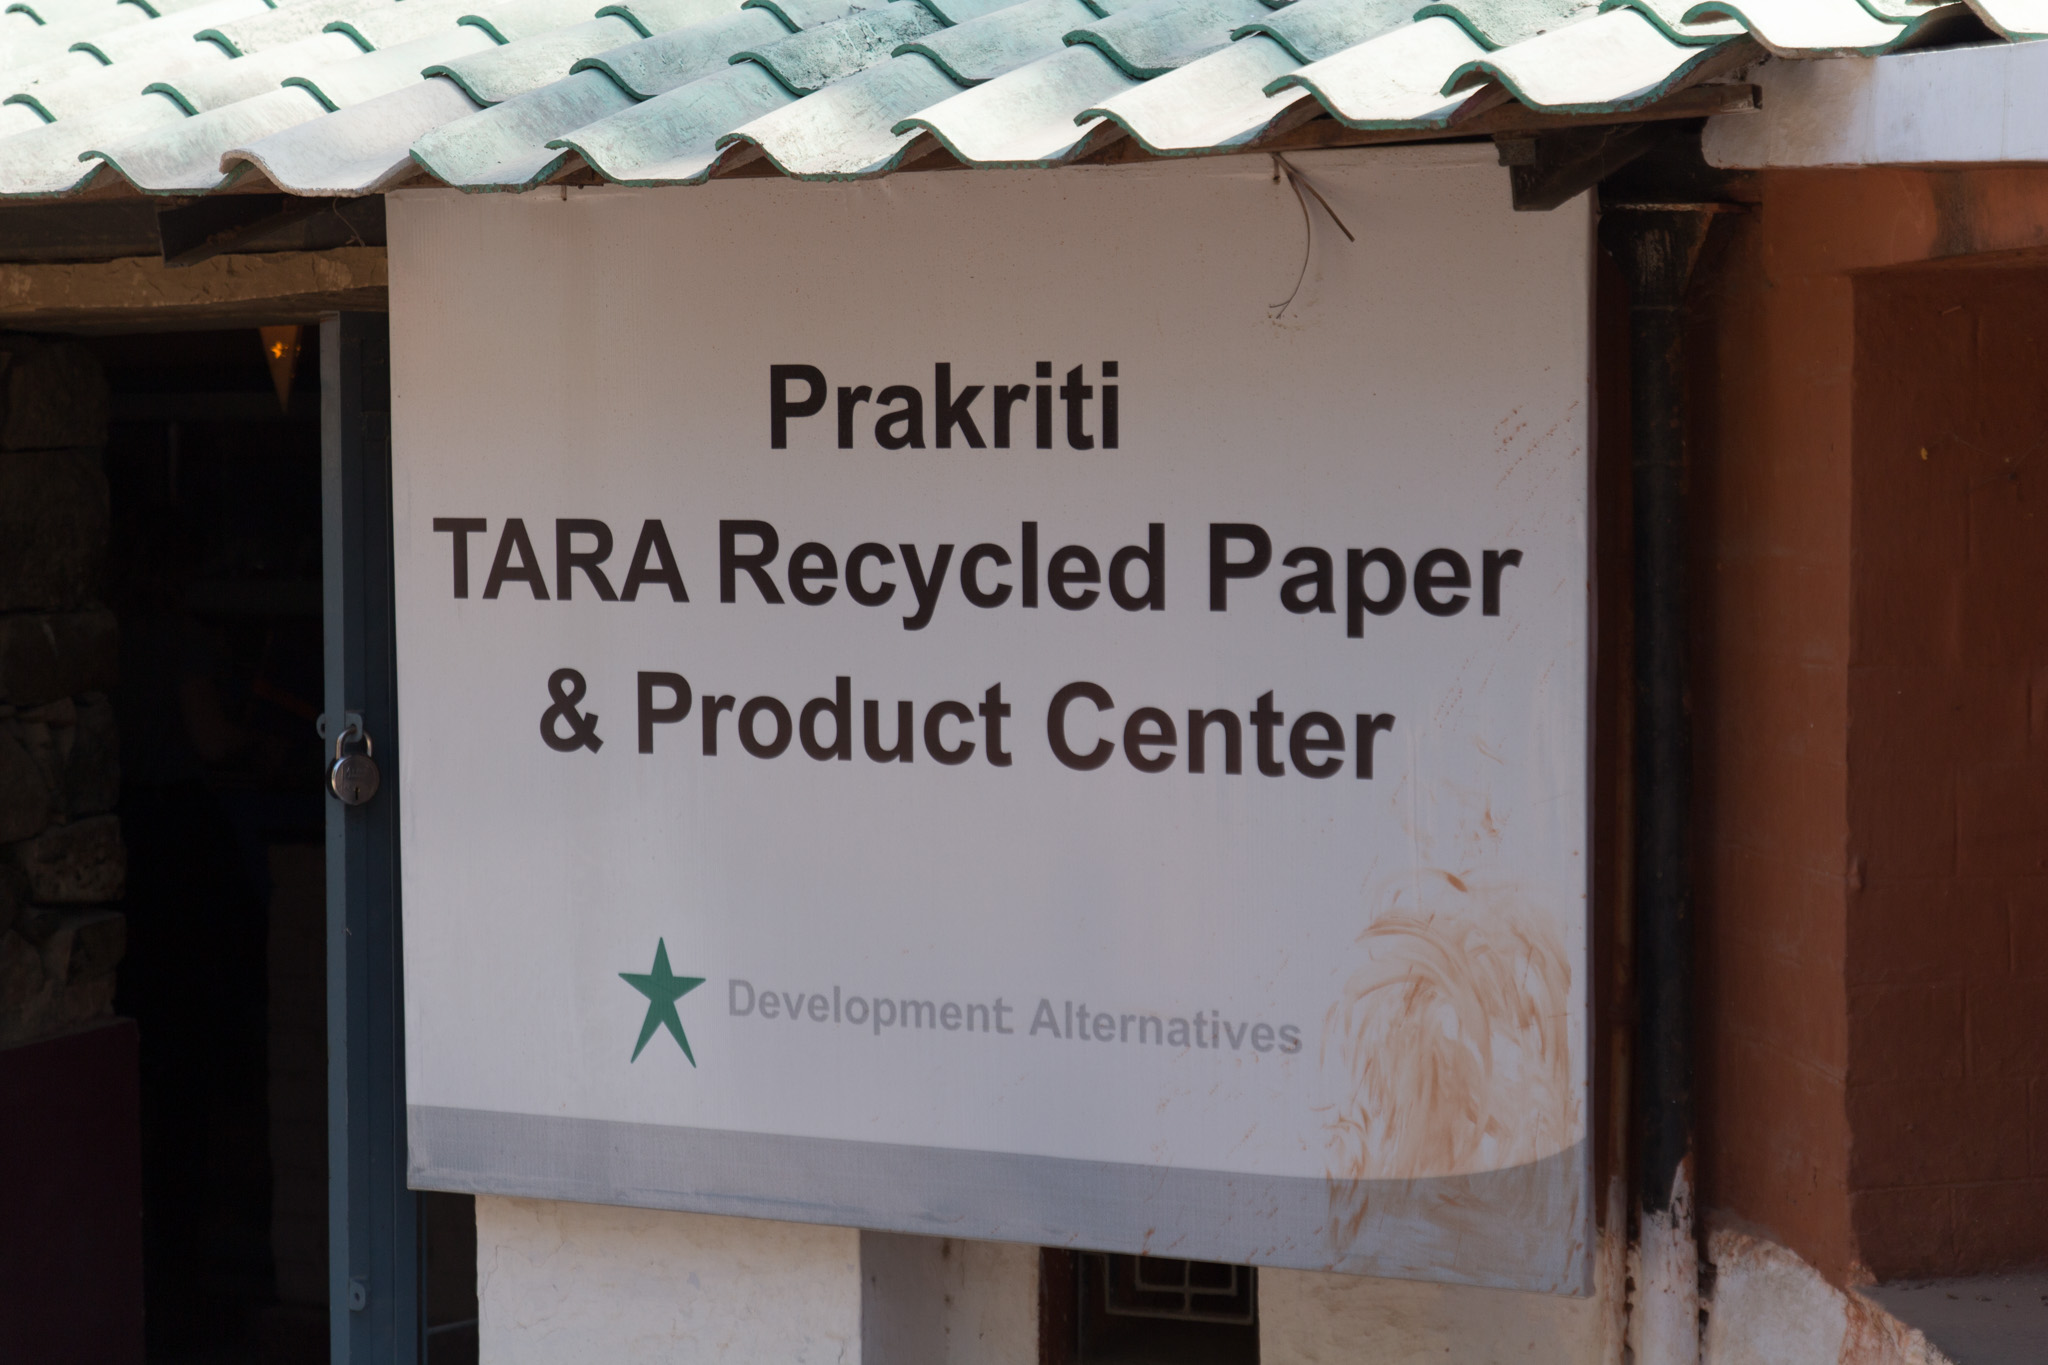 Prakriti
TARA Recycled Paper
& Product Center
Development Alternatives